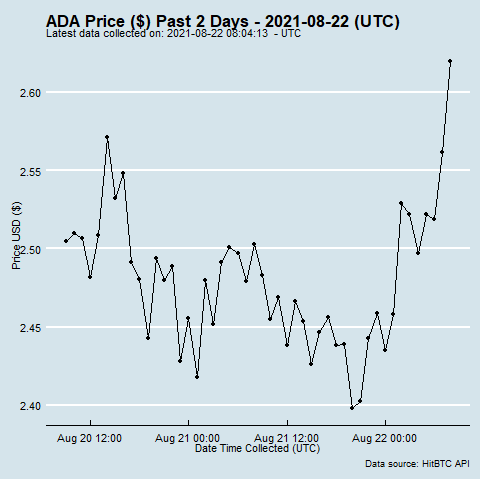 ADA Price ($) Past 2 Days - 2021-08-22 (UTC)
Latest data collected on: 2021-08-22 08:04:13 - UTC
2.60
2.55
2.50
2.45
2.40
Price USD ($)
Aug 20 12:00 Aug 21 00:00 Aug 21 12:00 Aug 22 00:00
Date Time Collected (UTC)
Data source: HitBTC API